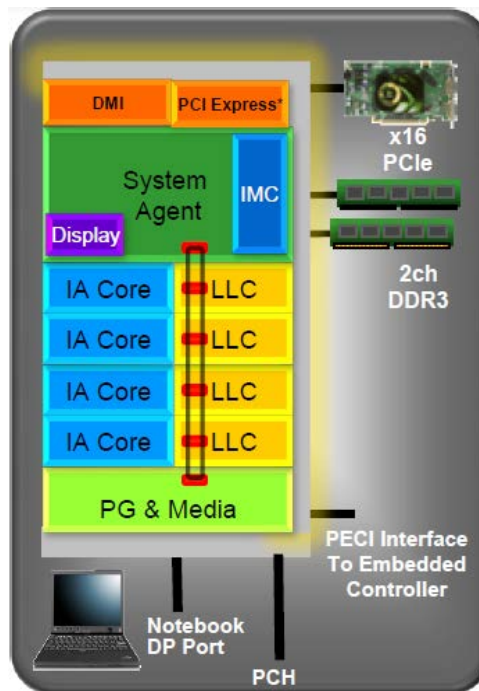 DMI
PCI Express*
x16
PCIe
System
Agent
IMC
Display
2ch
DDR3
IA Core
LLC
IA Core
LLC
IA Core
LLC
IA Core
LLC
PG & Media
PECI Interface
To Embedded
Controller
Notebook
DP Port
PCH